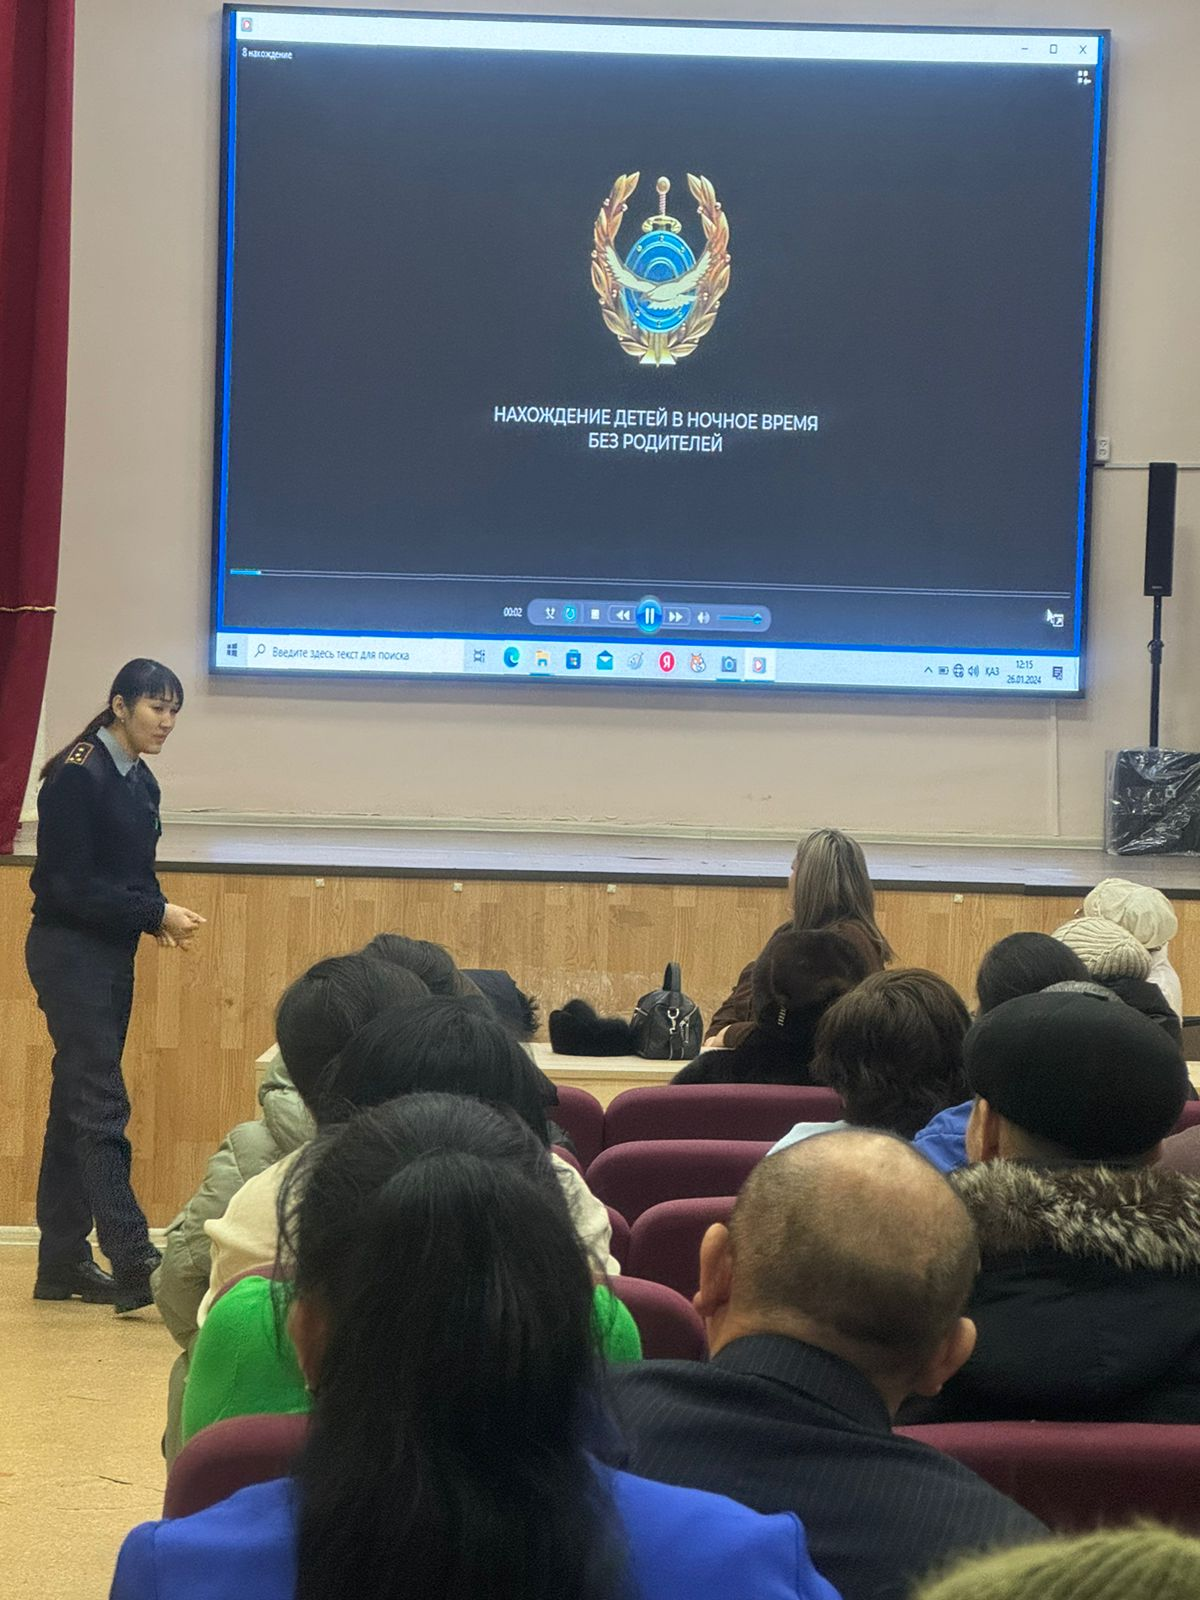 8 нахождение
НАХОЖДЕНИЕ ДЕТЕЙ В НОЧНОЕ ВРЕМЯ
БЕЗ РОДИТЕЛЕЙ
00:02
Введите здесь текст для поиска
Я
ҚАЗ
12:15
26.01.2024